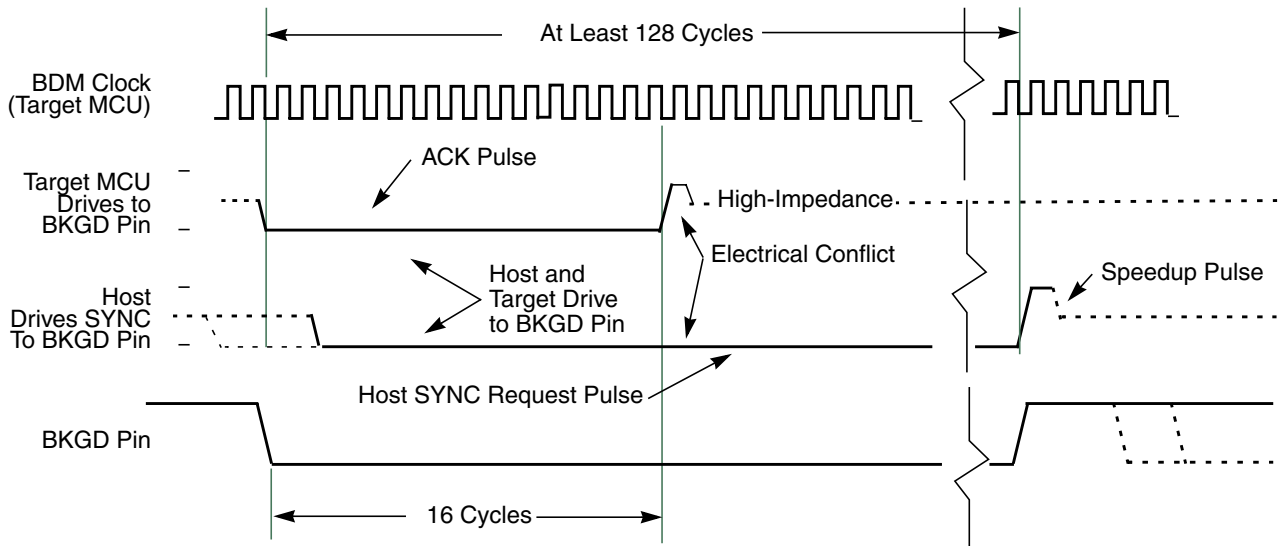 At Least 128 Cycles
BDM Clock
(Target MCU)
ACK Pulse
Target MCU
Drives to
BKGD Pin
High-Impedance
Electrical Conflict
Host and
Target Drive
to BKGD Pin
Speedup Pulse
Host
Drives SYNC
To BKGD Pin
Host SYNC Request Pulse
BKGD Pin
16 Cycles